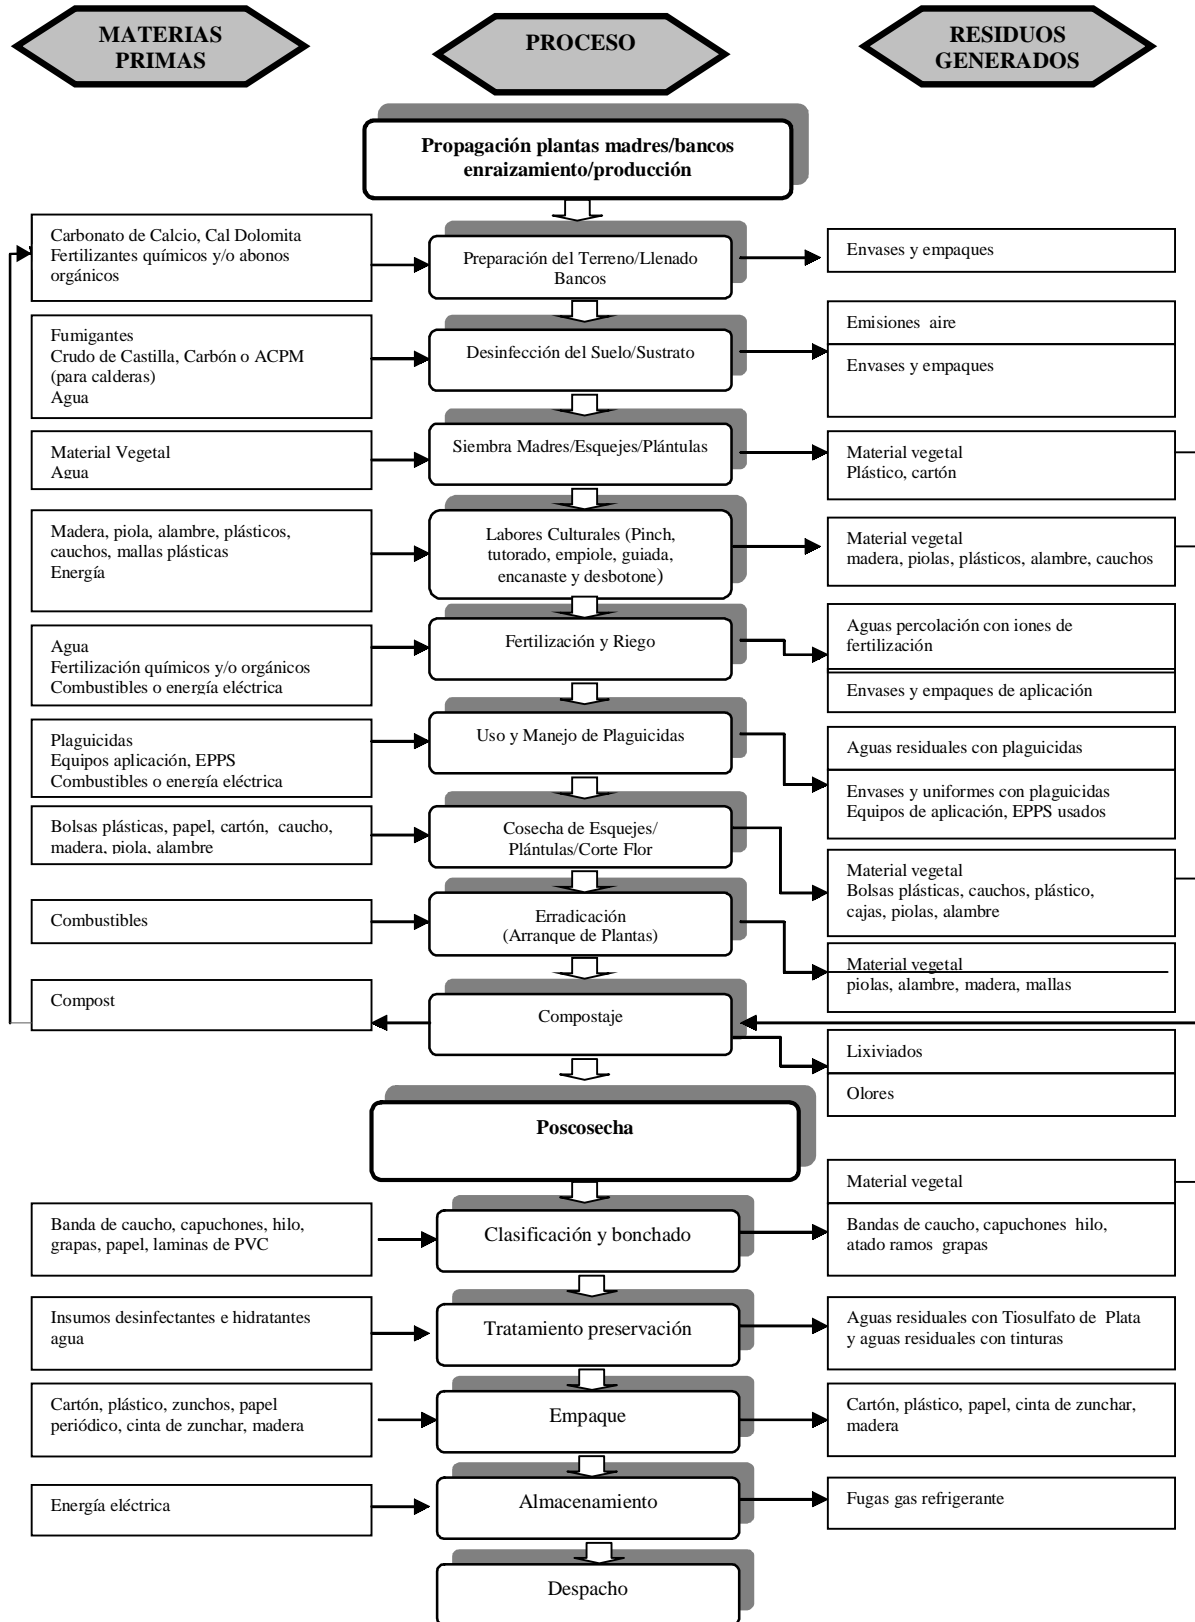 MATERIAS
PRIMAS
PROCESO
RESIDUOS
GENERADOS
Propagación plantas madres/bancos
enraizamiento/producción
Carbonato de Calcio, Cal Dolomita
Fertilizantes químicos y/o abonos
orgánicos
Preparación del Terreno/Llenado
Bancos
Envases y empaques
Fumigantes
Crudo de Castilla, Carbón o ACPM
(para calderas)
Agua
Desinfección del Suelo/Sustrato
Emisiones aire
Envases y empaques
Material Vegetal
Agua
Siembra Madres/Esquejes/Plántulas
Material vegetal
Plástico, cartón
Madera, piola, alambre, plásticos,
cauchos, mallas plásticas
Energía
Labores Culturales (Pinch,
tutorado, empiole, guiada,
encanaste y desbotone)
Material vegetal
madera, piolas, plásticos, alambre, cauchos
Agua
Fertilización químicos y/o orgánicos
Combustibles o energía eléctrica
Fertilización y Riego
Aguas percolación con iones de
fertilización
Envases y empaques de aplicación
Plaguicidas
Equipos aplicación, EPPS
Combustibles o energía eléctrica
Uso y Manejo de Plaguicidas
Aguas residuales con plaguicidas
Envases y uniformes con plaguicidas
Equipos de aplicación, EPPS usados
Bolsas plásticas, papel, cartón, caucho,
madera, piola, alambre
Cosecha de Esquejes/
Plántulas/Corte Flor
Material vegetal
Bolsas plásticas, cauchos, plástico,
cajas, piolas, alambre
Combustibles
Erradicación
(Arranque de Plantas)
Material vegetal
piolas, alambre, madera, mallas
Compost
Compostaje
Lixiviados
Olores
Poscosecha
Material vegetal
Banda de caucho, capuchones, hilo,
grapas, papel, laminas de PVC
Clasificación y bonchado
Bandas de caucho, capuchones hilo,
atado ramos grapas
Insumos desinfectantes e hidratantes
agua
Tratamiento preservación
Aguas residuales con Tiosulfato de Plata
y aguas residuales con tinturas
Cartón, plástico, zunchos, papel
periódico, cinta de zunchar, madera
Empaque
Cartón, plástico, papel, cinta de zunchar,
madera
Energía eléctrica
Almacenamiento
Fugas gas refrigerante
Despacho